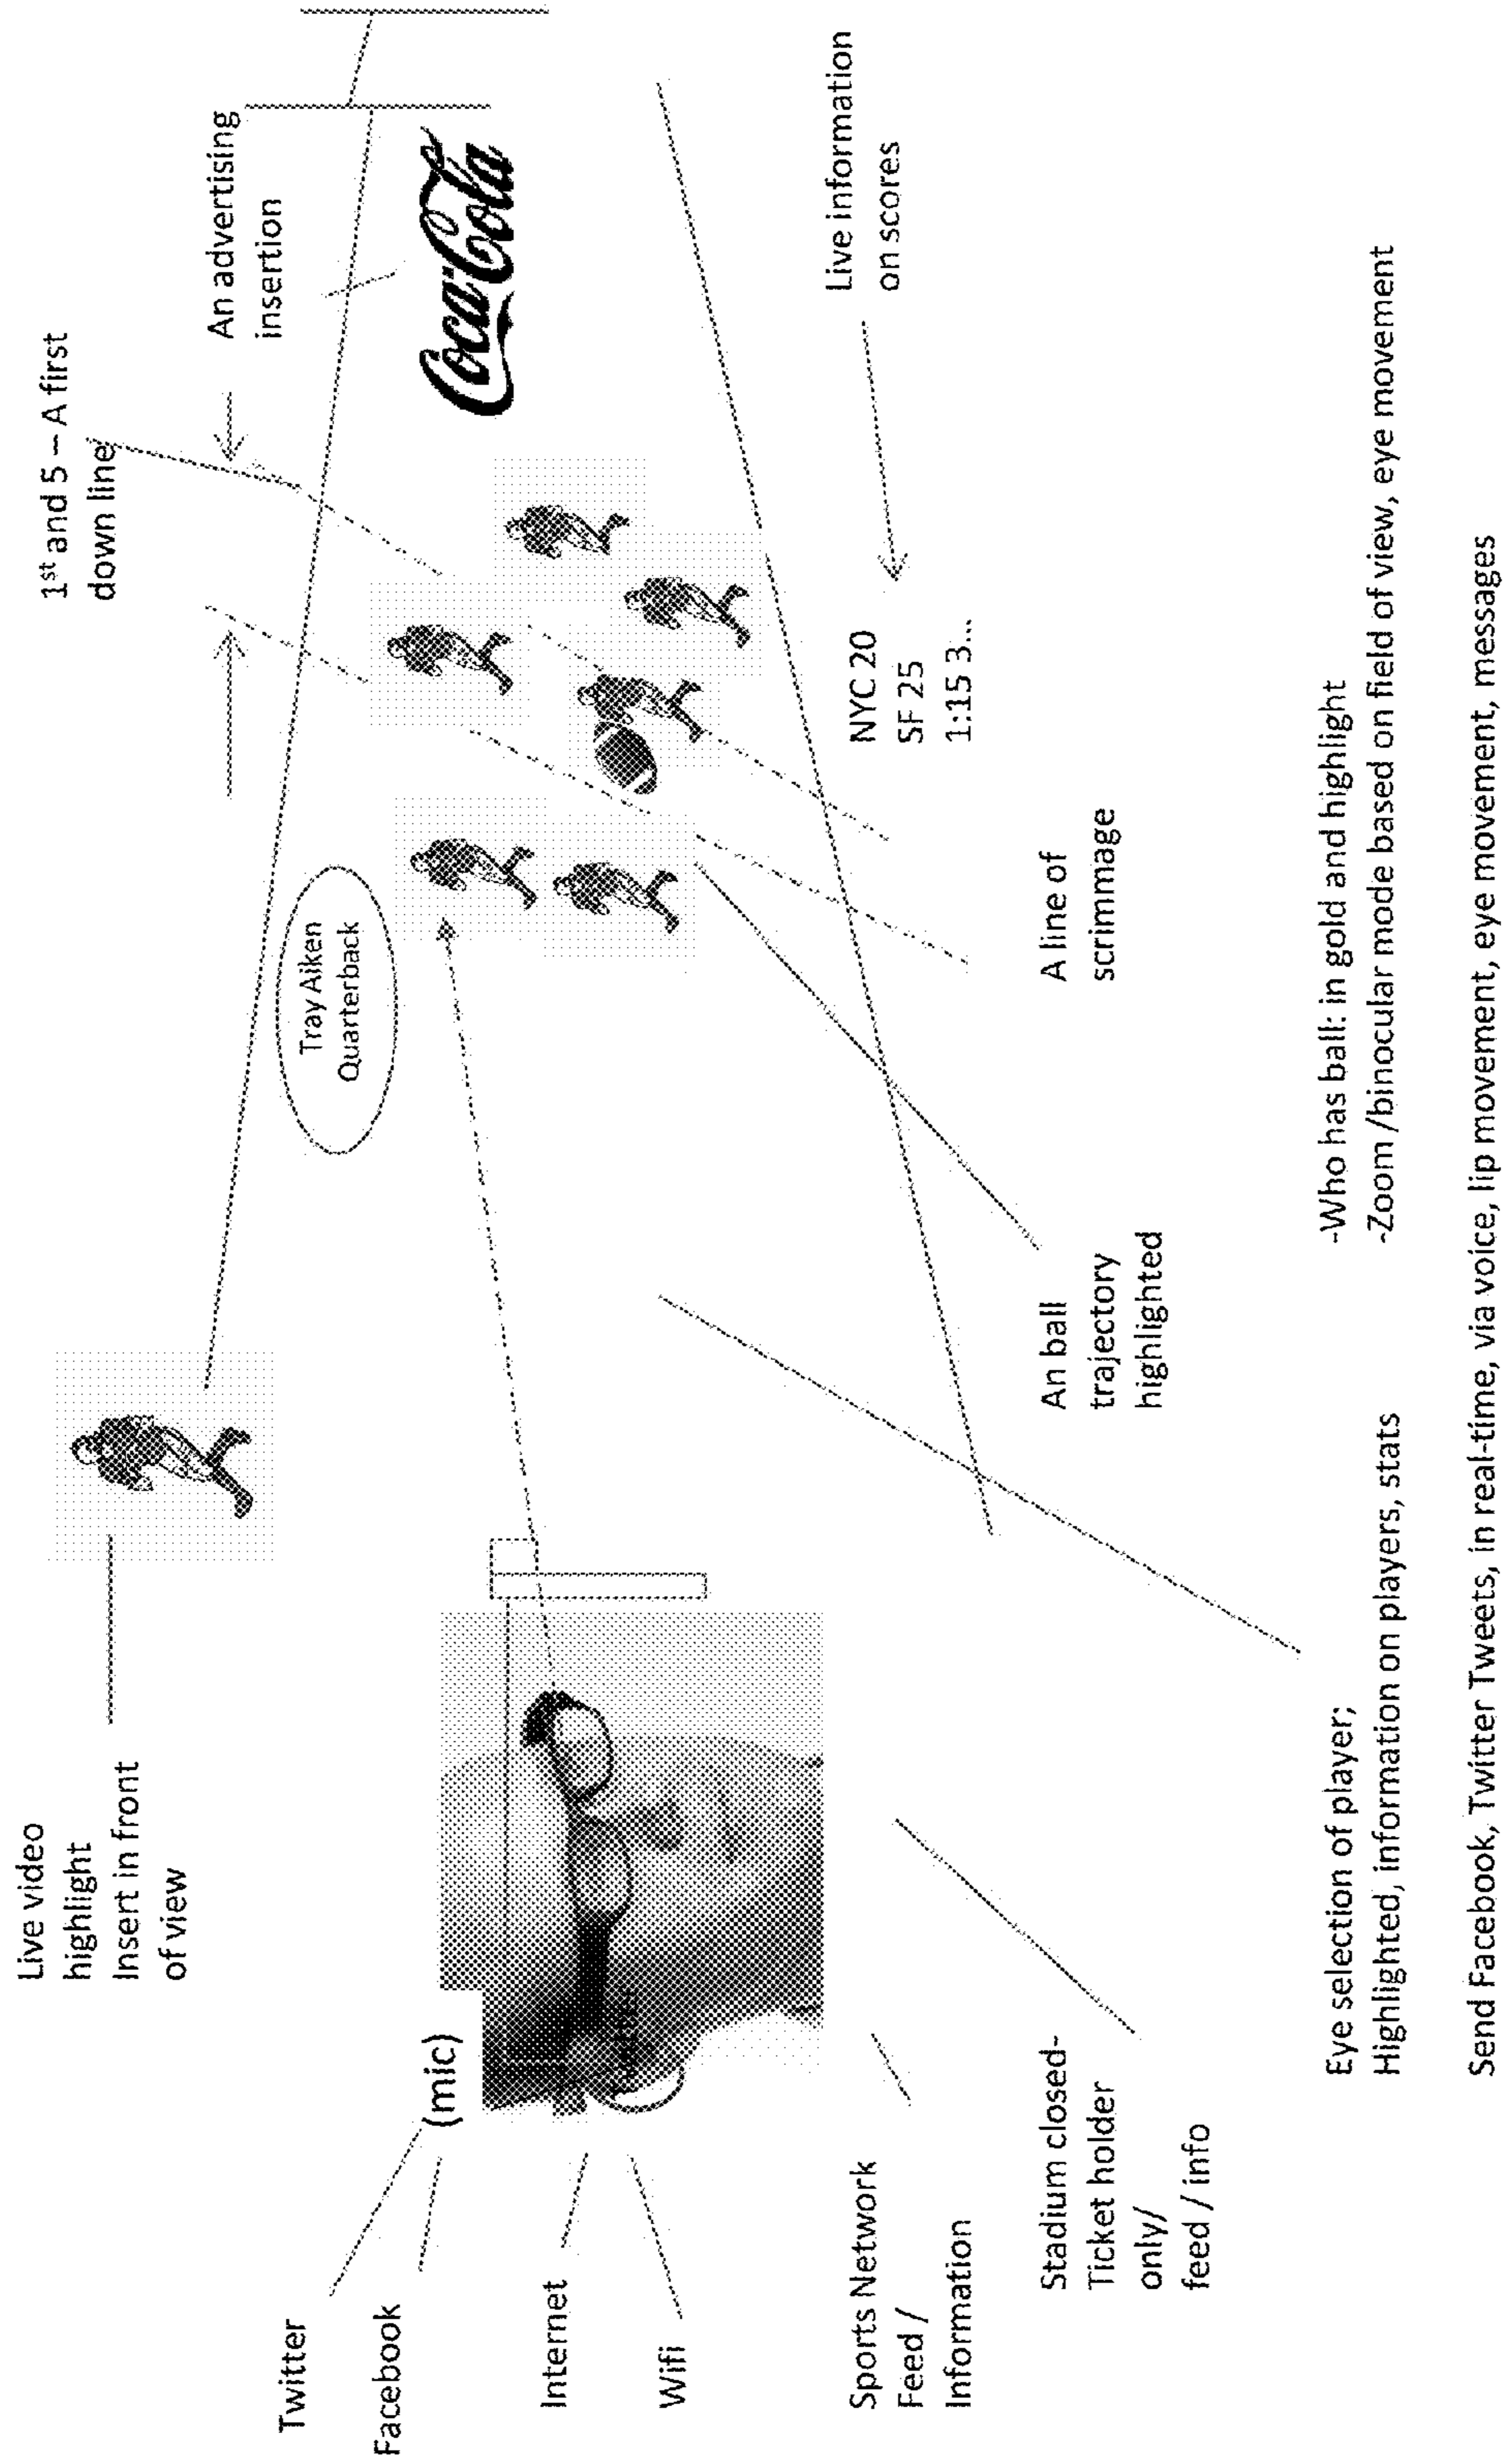 Live video
highlight
Insert in front
of view
1st and 5 – A first
down line
An advertising
insertion
Twitter
Facebook
(mic)
Tray Aiken
Quarterback
Coca-Cola
Internet
Wifi
Sports Network
Feed /
Information
NYC 20
SF 25
1:15 3...
Live information
on scores
Stadium closed-
Ticket holder
only/
feed / info
An ball
trajectory
highlighted
A line of
scrimmage
Eye selection of player;
Highlighted, information on players, stats
-Who has ball: in gold and highlight
-Zoom /binocular mode based on field of view, eye movement
Send Facebook, Twitter Tweets, in real-time, via voice, lip movement, eye movement, messages